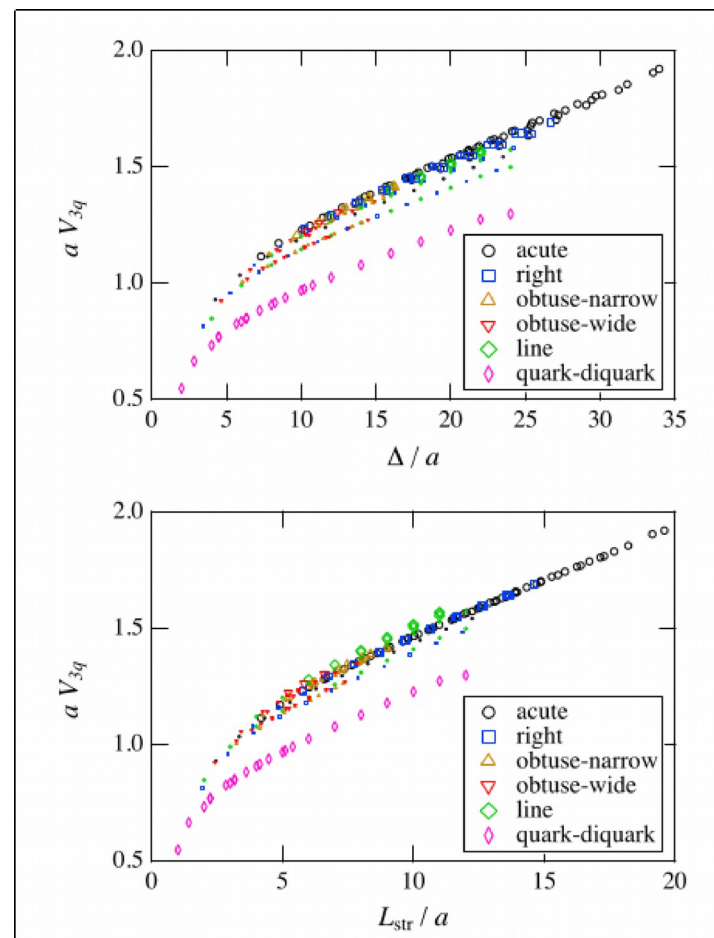 2.0
1.5
1.0
0.5
a V3q
0 5 10 15 20 25 30 35
Δ / a
acute
right
obtuse-narrow
obtuse-wide
line
quark-diquark
2.0
1.5
1.0
0.5
a V3q
0 5 10 15 20
Lstr / a
acute
right
obtuse-narrow
obtuse-wide
line
quark-diquark